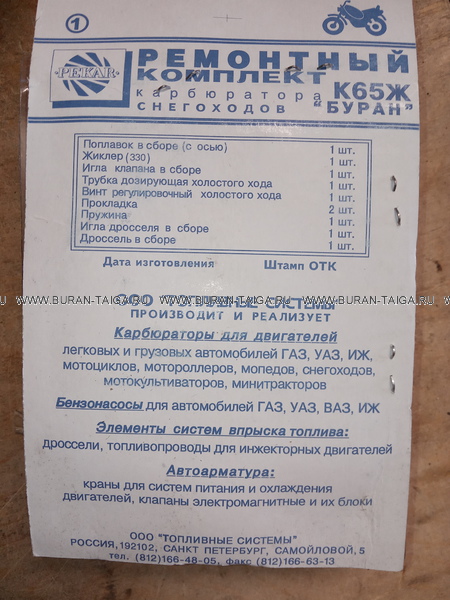 1
PEKAR
РЕМОНТНЫЙ
КОМПЛЕКТ
карбюратора К65Ж
СНЕГОХОДОВ "БУРАН"
Поплавок в сборе (с осью) 1 шт.
Жиклер (330) 1 шт.
Игла клапана в сборе 1 шт.
Трубка дозирующая холостого хода 1 шт.
Винт регулировочный холостого хода 1 шт.
Прокладка 2 шт.
Пружина 1 шт.
Игла дросселя в сборе 1 шт.
Дроссель в сборе 1 шт.
Дата изготовления Штамп ОТК
WWW.BURAN-TAIGA.RU WWW.BURAN-TAIGA.RU WWW.BURAN-TAIGA.RU
ООО "ТОПЛИВНЫЕ СИСТЕМЫ"
ПРОИЗВОДИТ И РЕАЛИЗУЕТ
Карбюраторы для двигателей
легковых и грузовых автомобилей ГАЗ, УАЗ, ИЖ,
мотоциклов, мотороллеров, мопедов, снегоходов,
мотокультиваторов, минитракторов
Бензонасосы для автомобилей ГАЗ, УАЗ, ВАЗ, ИЖ
Элементы систем впрыска топлива:
дроссели, топливопроводы для инжекторных двигателей
Автоарматура:
краны для систем питания и охлаждения
двигателей, клапаны электромагнитные и их блоки
ООО "ТОПЛИВНЫЕ СИСТЕМЫ"
РОССИЯ,192102, САНКТ ПЕТЕРБУРГ, САМОЙЛОВОЙ, 5
тел. (812)166-48-05, факс (812)166-63-13